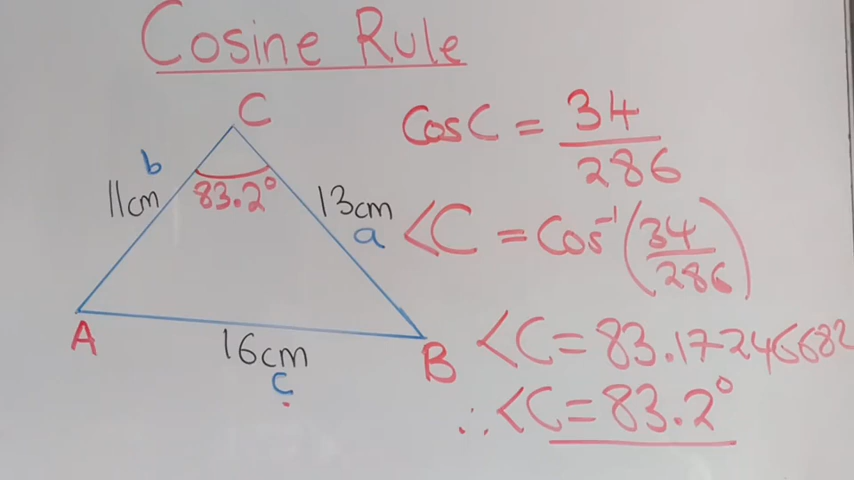 Cosine Rule
C
b
11cm
83.2°
13cm
a
A
16cm
c
B
CosC = 34/286
<C = Cos⁻¹(34/286)
<C = 83.17246682
∴ <C = 83.2°